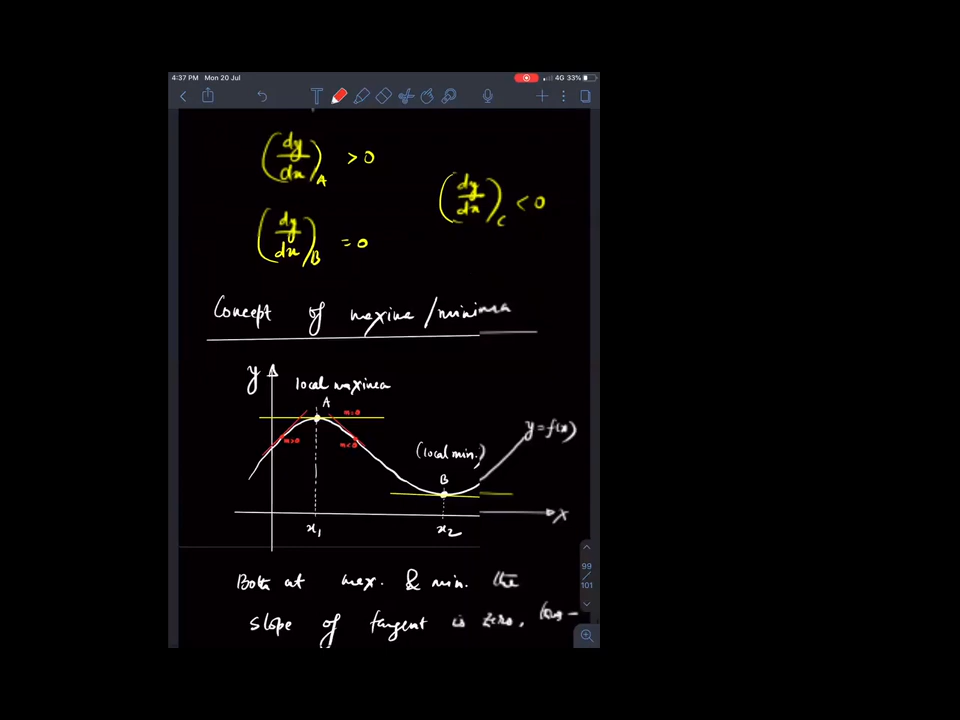 4:37 PM Mon 20 Jul
4G 33%
T
(dy/dx)A > 0
(dy/dx)C < 0
(dy/dx)B = 0
Concept of maxima/minima
y
local maxima
A
m=0
m>0
m<0
y = f(x)
(local min.)
B
x
x1
x2
99
/
101
Both at max. & min. the
slope of tangent is zero,